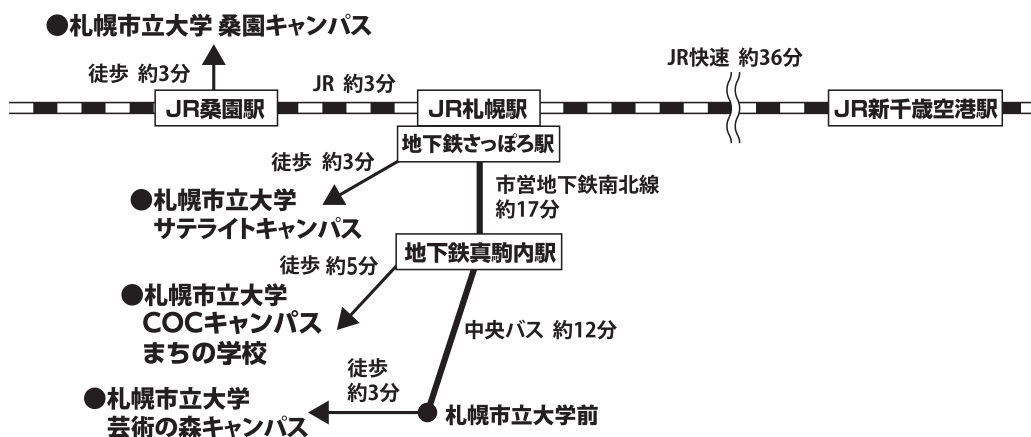 ●札幌市立大学 桑園キャンパス
徒歩 約3分
JR 約3分
JR快速 約36分
JR桑園駅
JR札幌駅
JR新千歳空港駅
地下鉄さっぽろ駅
徒歩 約3分
市営地下鉄南北線
約17分
●札幌市立大学
サテライトキャンパス
地下鉄真駒内駅
徒歩 約5分
●札幌市立大学
COCキャンパス
まちの学校
中央バス 約12分
徒歩
約3分
●札幌市立大学
芸術の森キャンパス
札幌市立大学前